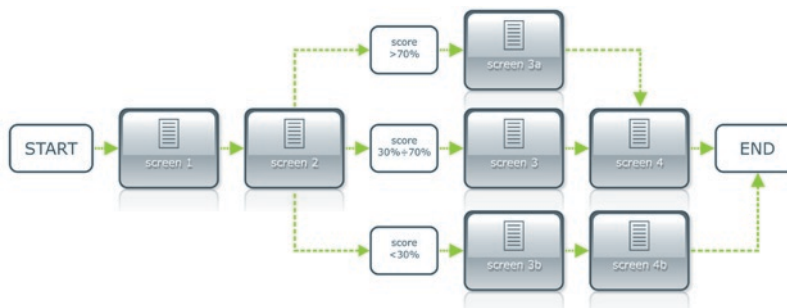 score
>70%
screen 3a
START
screen 1
screen 2
score
30%÷70%
screen 3
screen 4
END
score
<30%
screen 3b
screen 4b